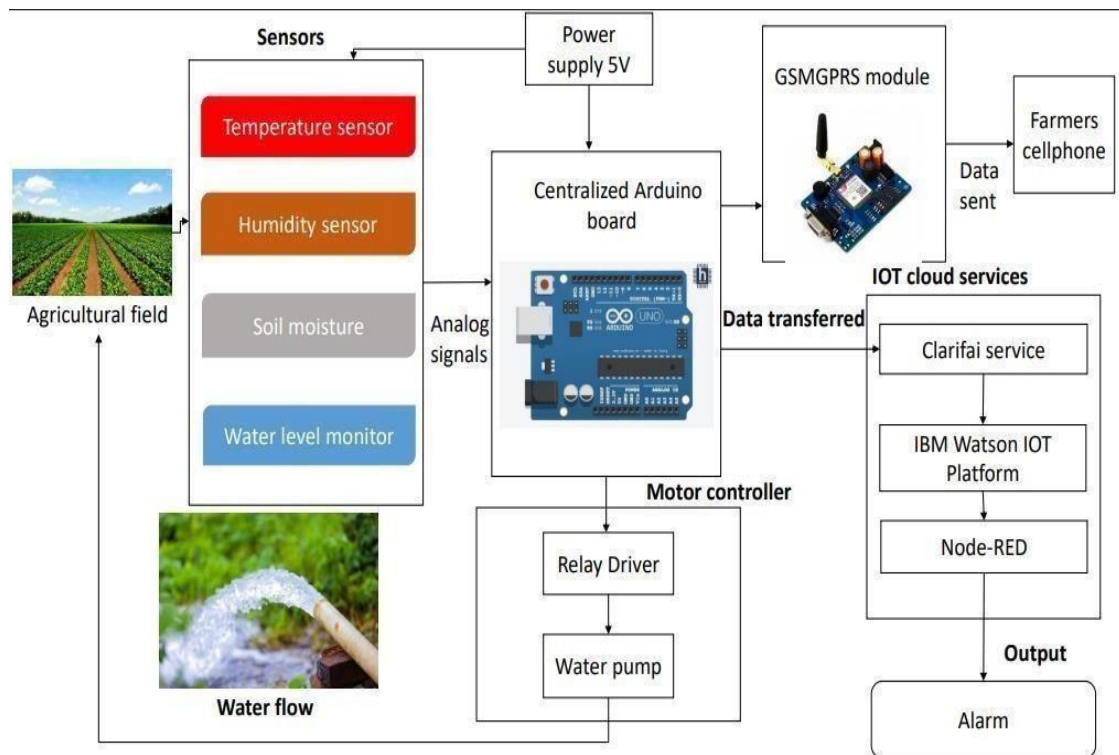 Sensors
Power
supply 5V
GSMGPRS module
Farmers
cellphone
Data
sent
Temperature sensor
Humidity sensor
Soil moisture
Water level monitor
Agricultural field
Analog
signals
Centralized Arduino
board
UNO
ARDUINO
IOT cloud services
Data transferred
Clarifai service
IBM Watson IOT
Platform
Node-RED
Motor controller
Relay Driver
Water pump
Water flow
Output
Alarm